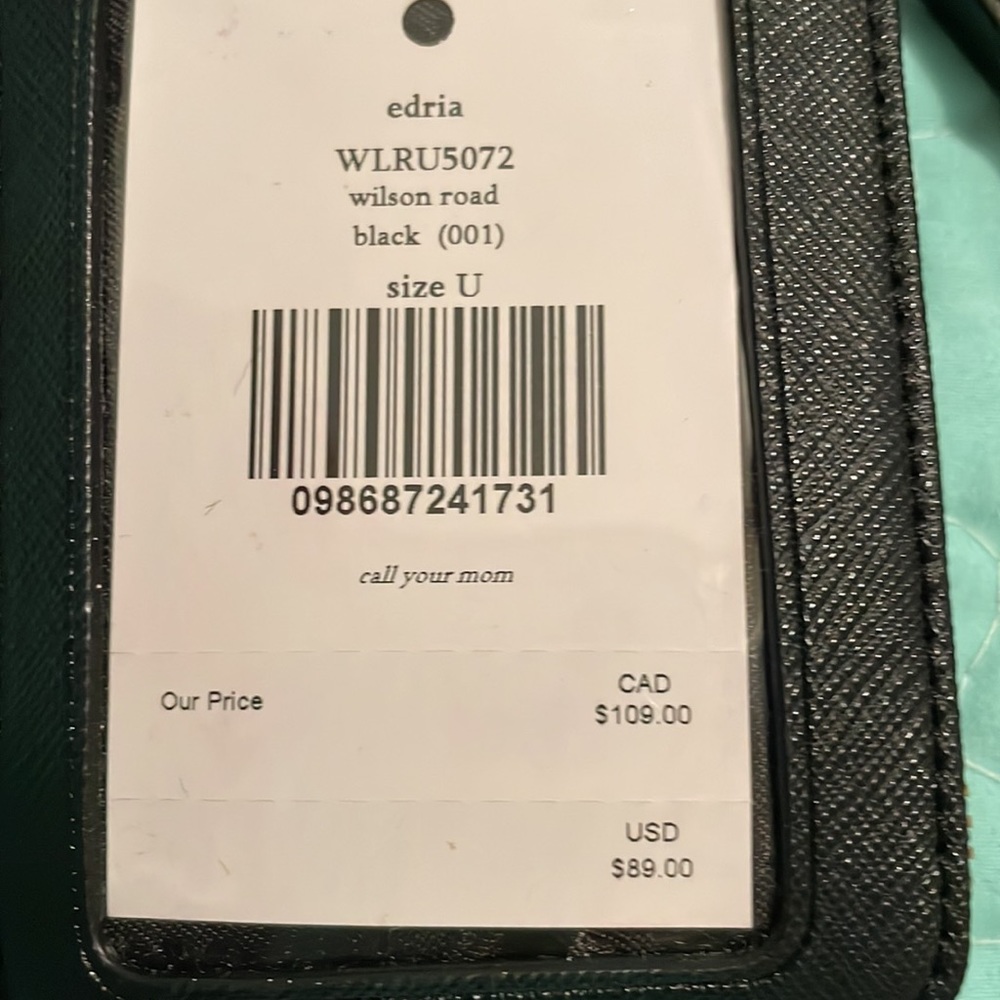 edria
WLRU5072
wilson road
black (001)
size U
098687241731
call your mom
Our Price
CAD
$109.00
USD
$89.00